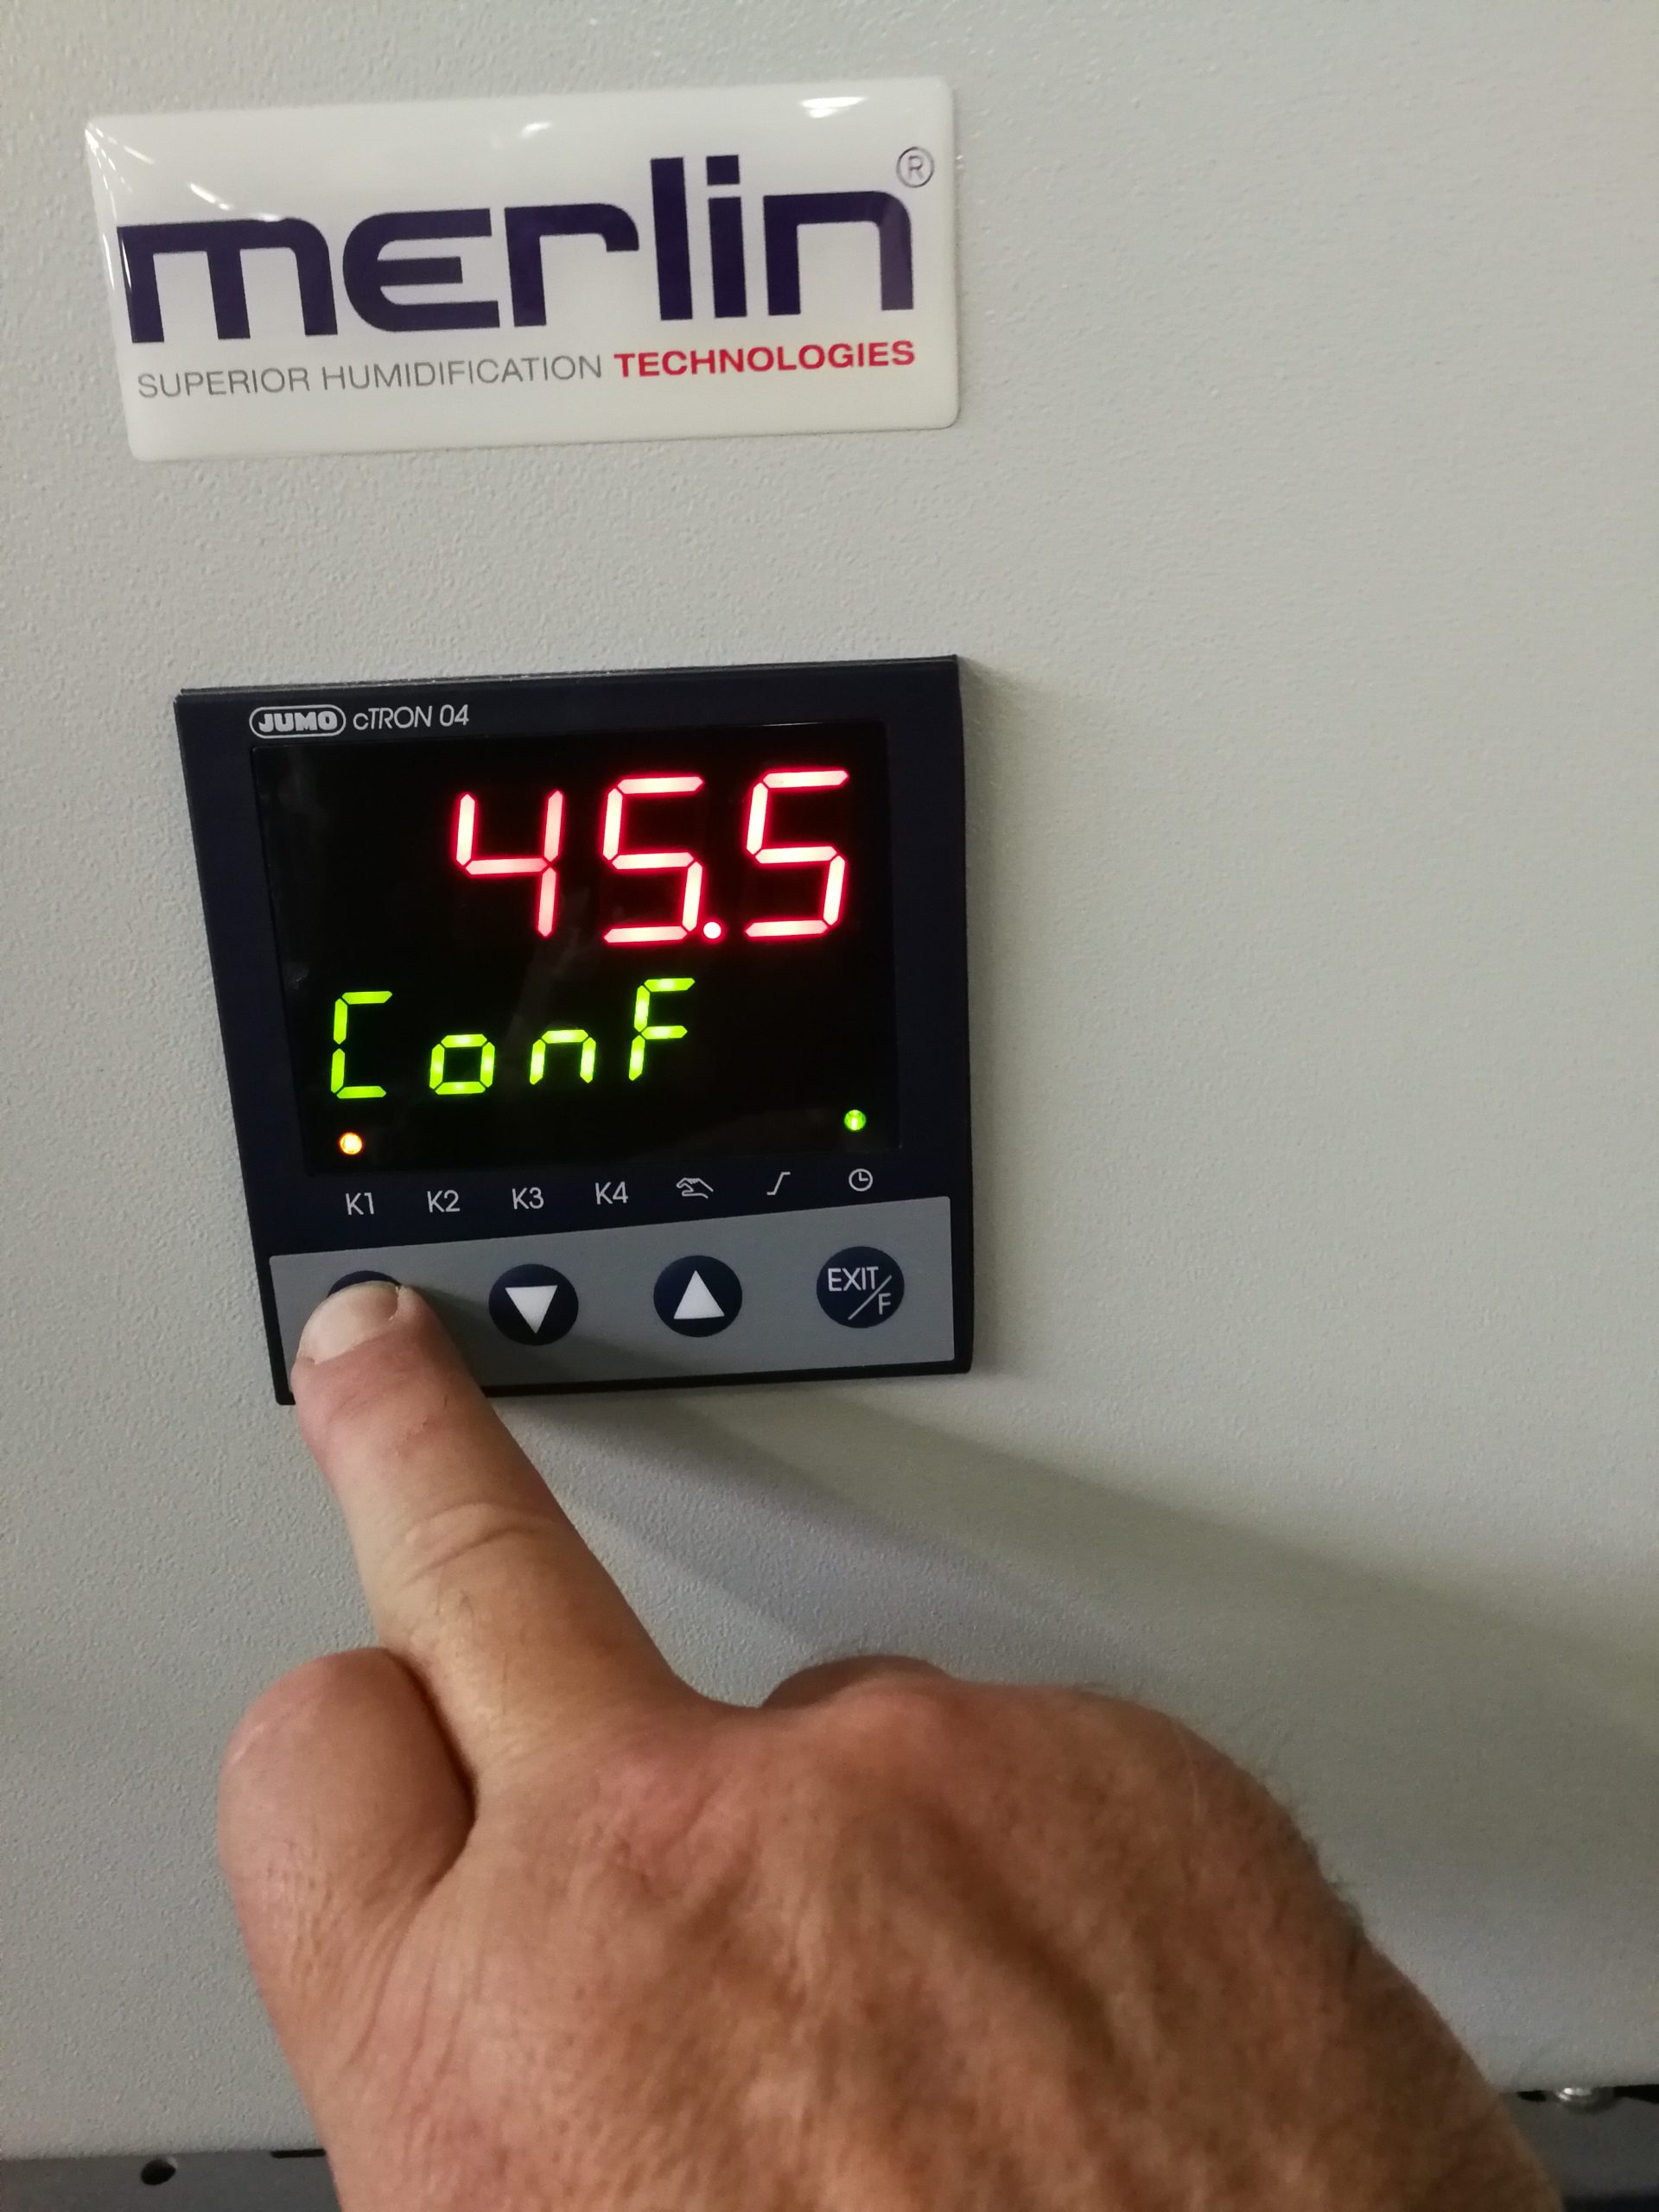 merlin®
SUPERIOR HUMIDIFICATION TECHNOLOGIES
JUMO cTRON 04
45.5
ConF
K1 K2 K3 K4
EXIT/F